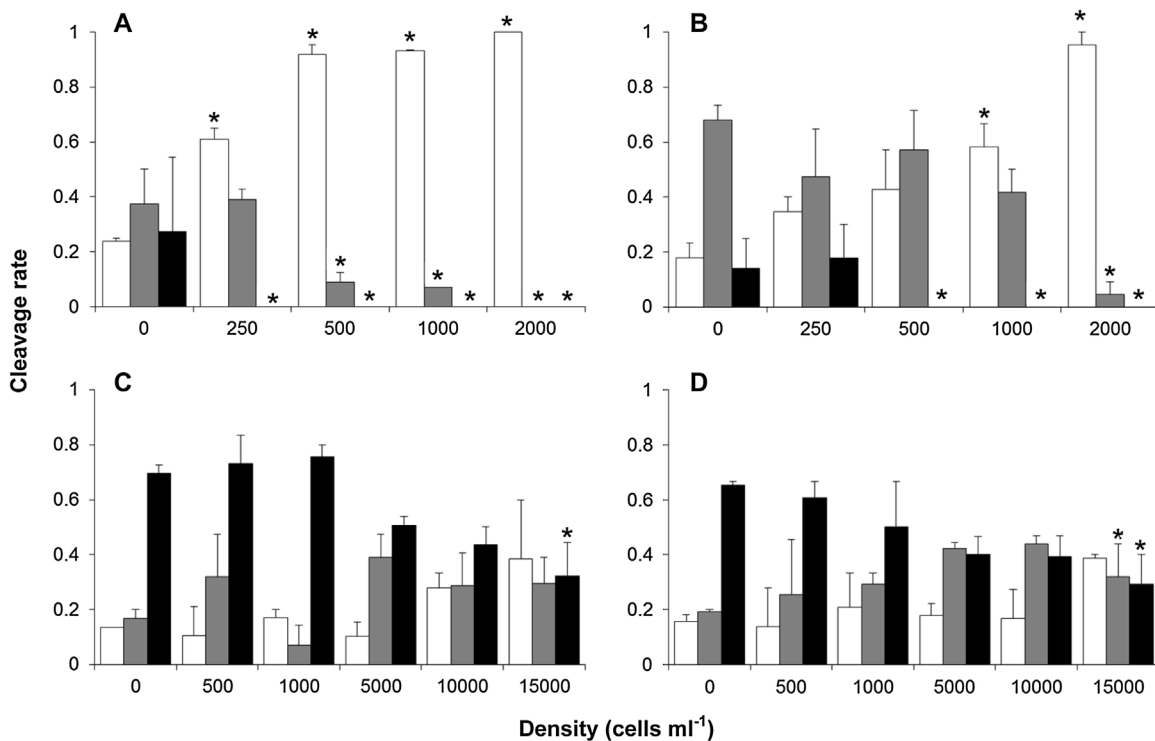 A
B
1
0.8
0.6
0.4
0.2
0
* * * * * * * * * *
0 250 500 1000 2000
1
0.8
0.6
0.4
0.2
0
* * * * * *
0 250 500 1000 2000
Cleavage rate
C
D
1
0.8
0.6
0.4
0.2
0
*
0 500 1000 5000 10000 15000
1
0.8
0.6
0.4
0.2
0
* *
0 500 1000 5000 10000 15000
Density (cells ml⁻¹)